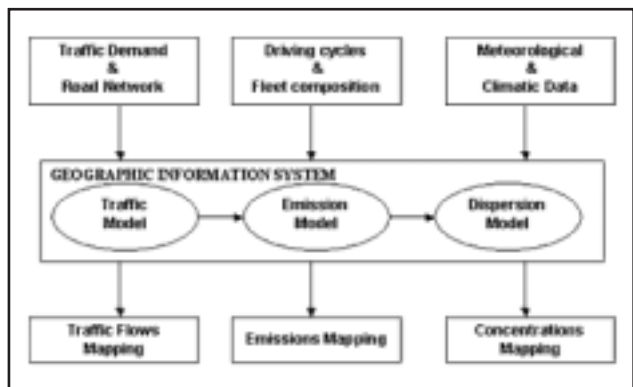 Traffic Demand
&
Road Network
Driving cycles
&
Fleet composition
Meteorological
&
Climatic Data
GEOGRAPHIC INFORMATION SYSTEM
Traffic
Model
Emission
Model
Dispersion
Model
Traffic Flows
Mapping
Emissions Mapping
Concentrations
Mapping